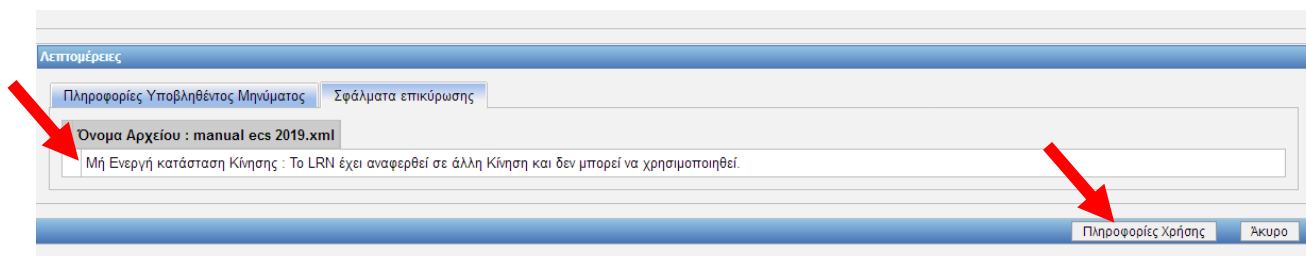 Λεπτομέρειες
Πληροφορίες Υποβληθέντος Μηνύματος Σφάλματα επικύρωσης
Όνομα Αρχείου : manual ecs 2019.xml
Μή Ενεργή κατάσταση Κίνησης : Το LRN έχει αναφερθεί σε άλλη Κίνηση και δεν μπορεί να χρησιμοποιηθεί.
Πληροφορίες Χρήσης Άκυρο